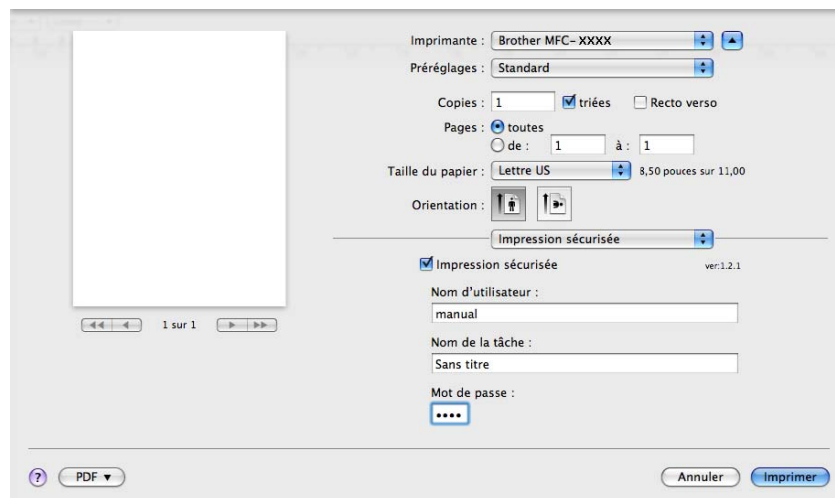 Imprimante : Brother MFC-XXXX
Préréglages : Standard
Copies : 1 triées Recto verso
Pages : toutes
de : 1 à : 1
Taille du papier : Lettre US 8,50 pouces sur 11,00
Orientation :
Impression sécurisée
Impression sécurisée ver:1.2.1
Nom d'utilisateur :
manual
1 sur 1
Nom de la tâche :
Sans titre
Mot de passe :
••••
? PDF ▼ Annuler Imprimer